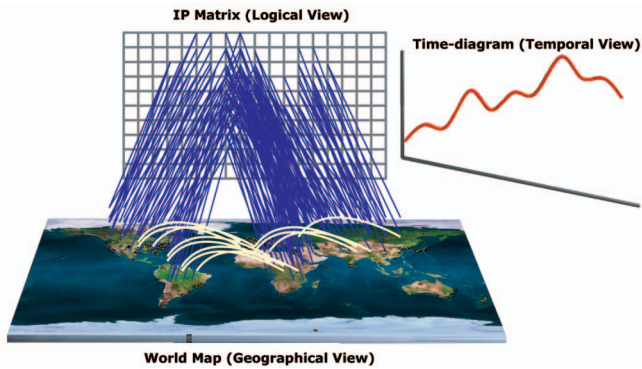 IP Matrix (Logical View)
Time-diagram (Temporal View)
World Map (Geographical View)